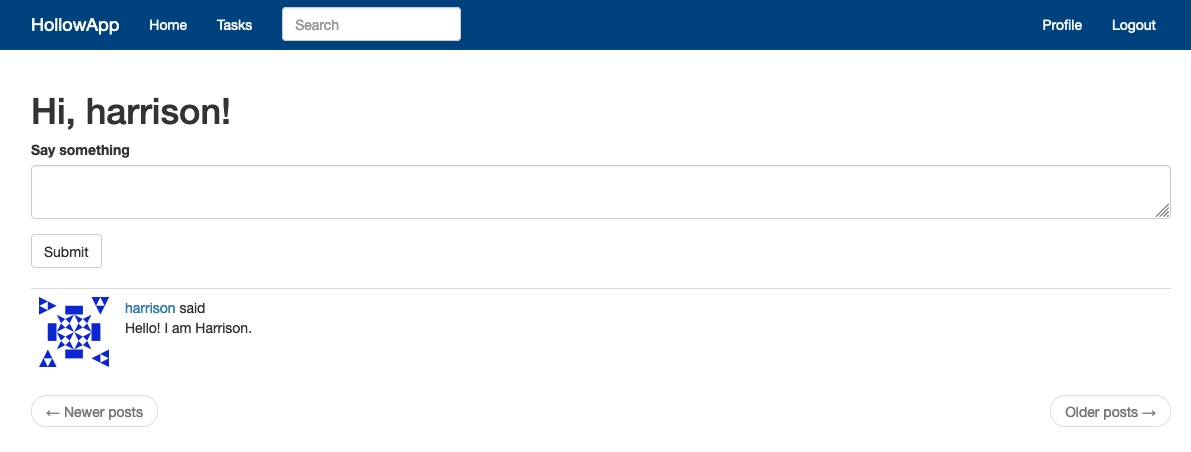 HollowApp Home Tasks Search Profile Logout
Hi, harrison!
Say something
Submit
harrison said
Hello! I am Harrison.
← Newer posts Older posts →